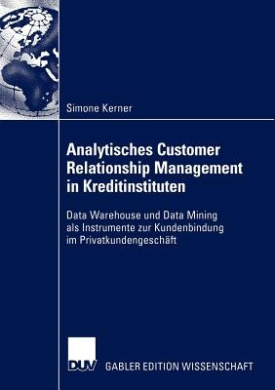 Simone Kerner
Analytisches Customer
Relationship Management
in Kreditinstituten
Data Warehouse und Data Mining
als Instrumente zur Kundenbindung
im Privatkundengeschäft
DUV
GABLER EDITION WISSENSCHAFT